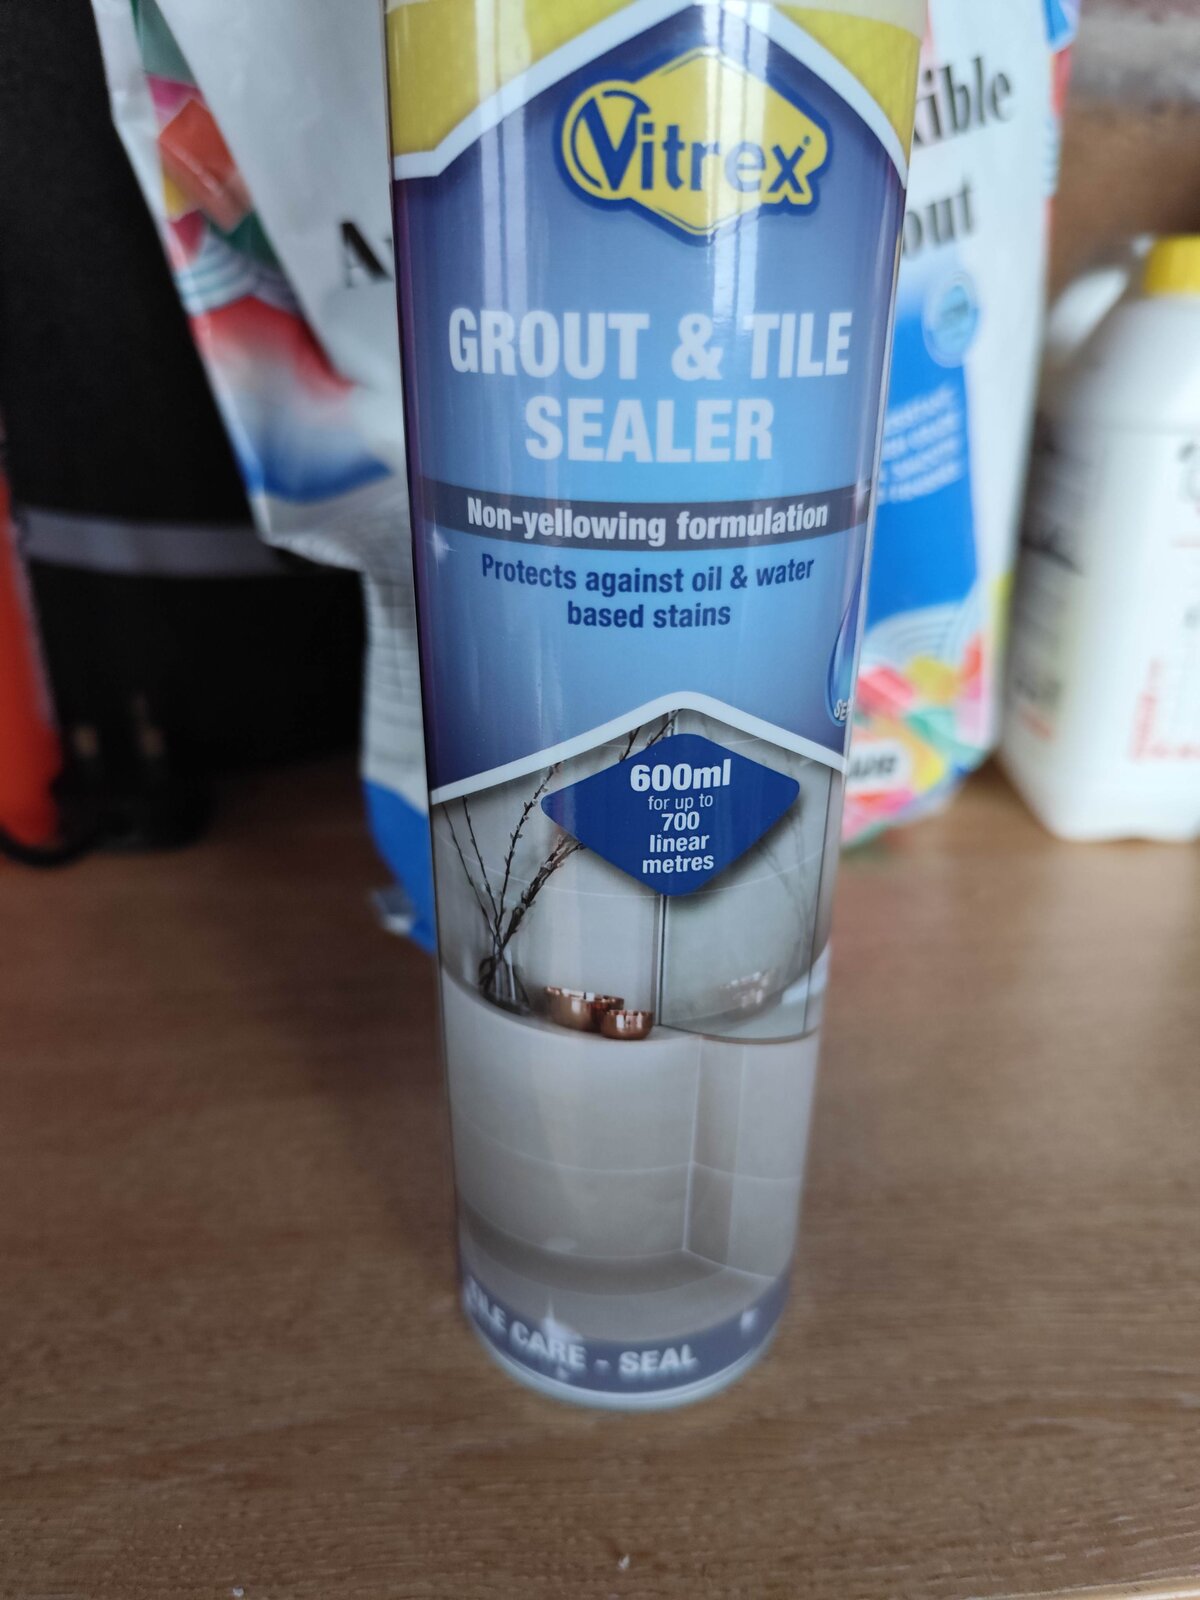 Vitrex
GROUT & TILE
SEALER
Non-yellowing formulation
Protects against oil & water
based stains
600ml
for up to
700
linear
metres
CARE - SEAL